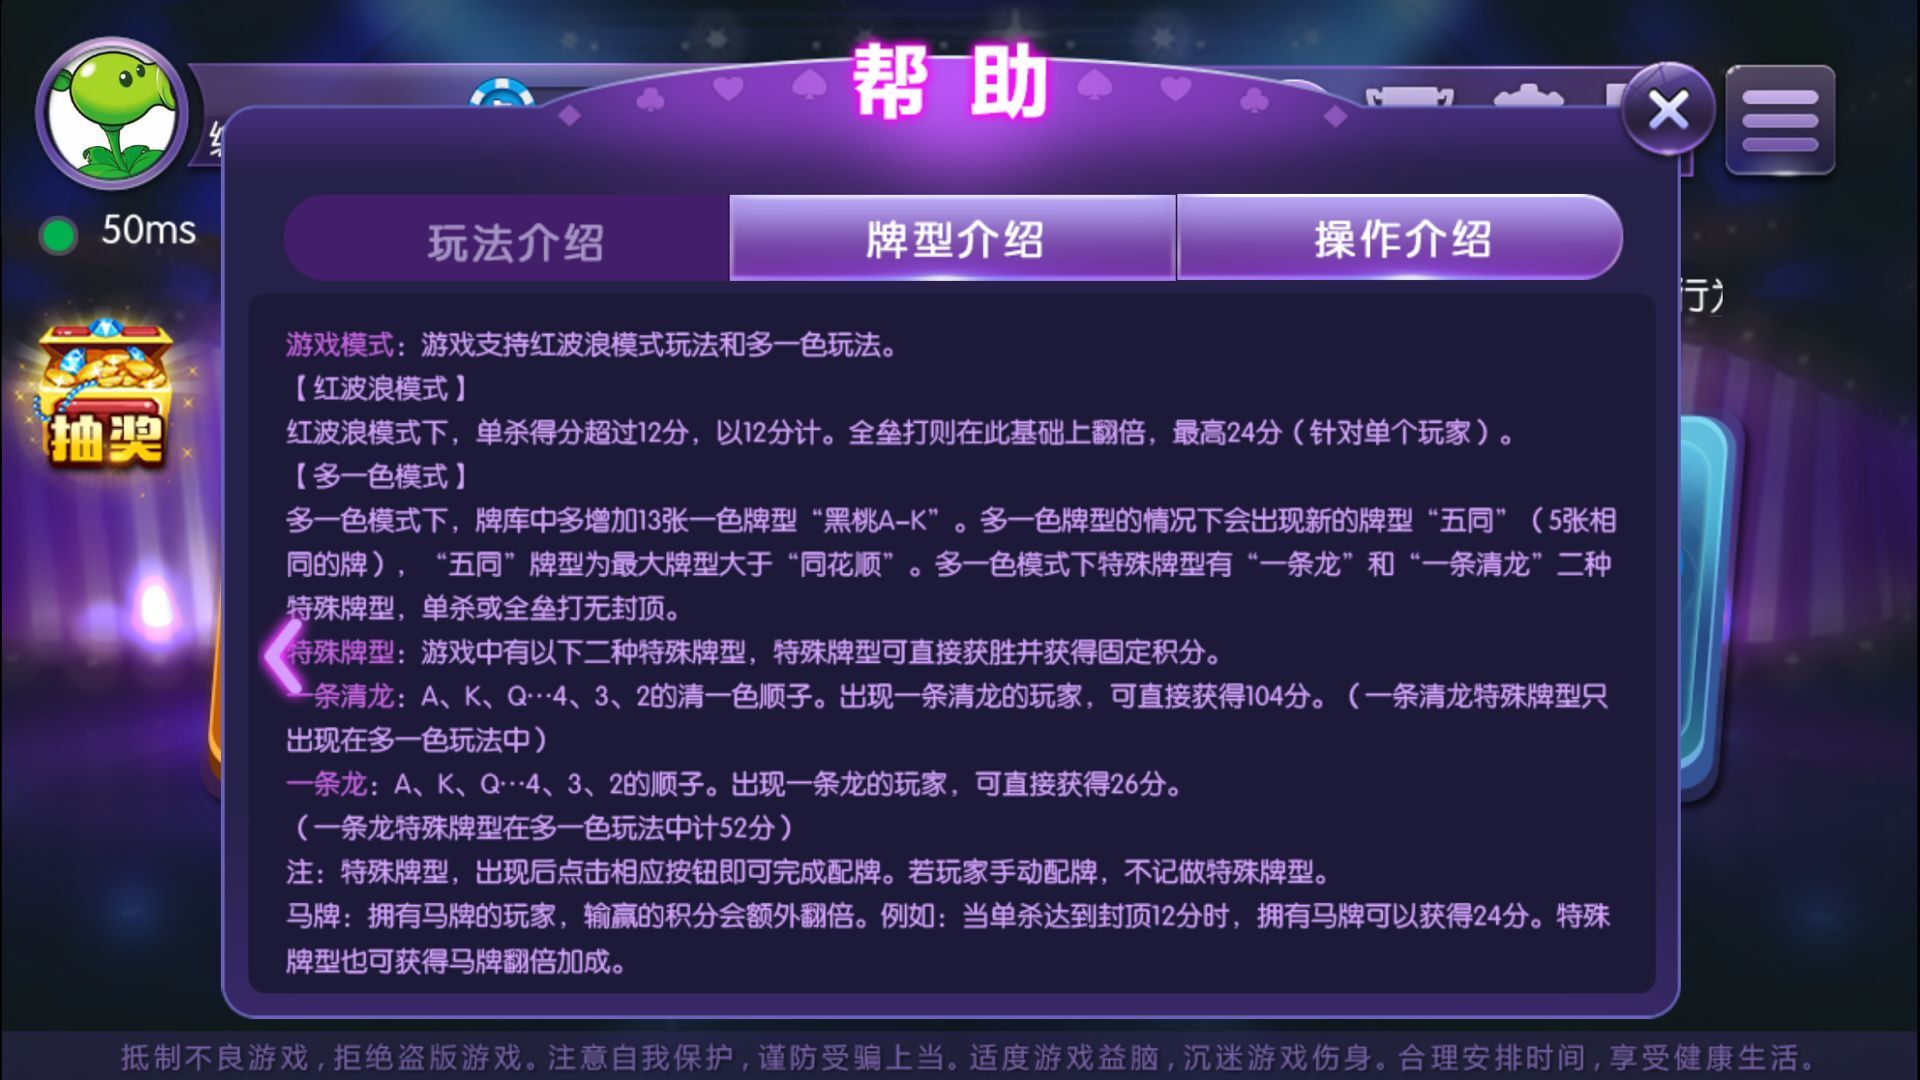 帮 助
50ms
玩法介绍
牌型介绍
操作介绍
抽奖
游戏模式：游戏支持红波浪模式玩法和多一色玩法。
【红波浪模式】
红波浪模式下，单杀得分超过12分，以12分计。全垒打则在此基础上翻倍，最高24分（针对单个玩家）。
【多一色模式】
多一色模式下，牌库中多增加13张一色牌型“黑桃A-K”。多一色牌型的情况下会出现新的牌型“五同”（5张相
同的牌），“五同”牌型为最大牌型大于“同花顺”。多一色模式下特殊牌型有“一条龙”和“一条清龙”二种
特殊牌型，单杀或全垒打无封顶。
特殊牌型：游戏中有以下二种特殊牌型，特殊牌型可直接获胜并获得固定积分。
一条清龙：A、K、Q…4、3、2的清一色顺子。出现一条清龙的玩家，可直接获得104分。（一条清龙特殊牌型只
出现在多一色玩法中）
一条龙：A、K、Q…4、3、2的顺子。出现一条龙的玩家，可直接获得26分。
（一条龙特殊牌型在多一色玩法中计52分）
注：特殊牌型，出现后点击相应按钮即可完成配牌。若玩家手动配牌，不记做特殊牌型。
马牌：拥有马牌的玩家，输赢的积分会额外翻倍。例如：当单杀达到封顶12分时，拥有马牌可以获得24分。特殊
牌型也可获得马牌翻倍加成。
抵制不良游戏,拒绝盗版游戏。注意自我保护,谨防受骗上当。适度游戏益脑,沉迷游戏伤身。合理安排时间,享受健康生活。